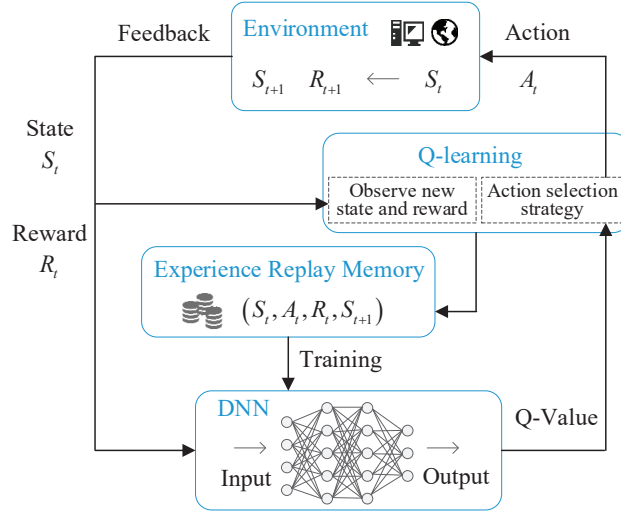 Feedback
Environment
Action
S_{t+1} R_{t+1} ← S_t
A_t
State
S_t
Q-learning
Observe new
state and reward
Action selection
strategy
Reward
R_t
Experience Replay Memory
(S_t, A_t, R_t, S_{t+1})
Training
DNN
Q-Value
Input
Output